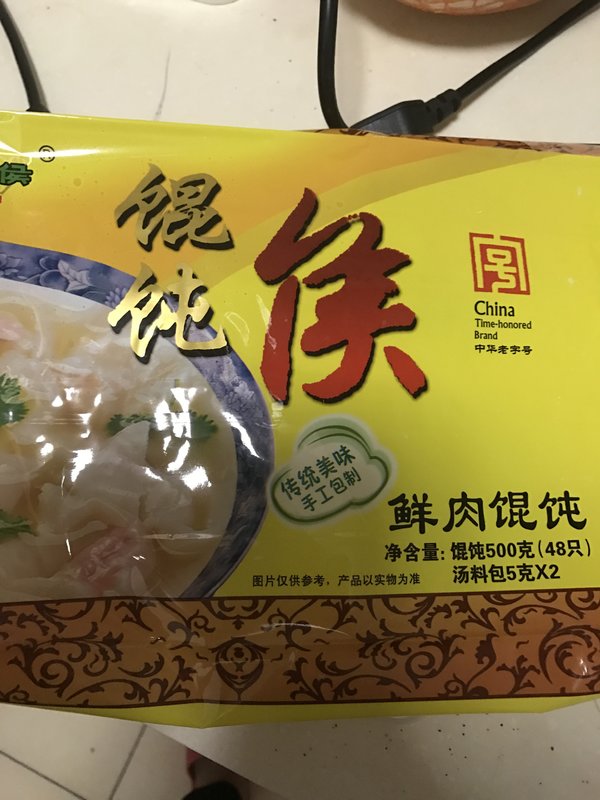 侯®
馄饨
侯
China
Time-honored
Brand
中华老字号
传统美味
手工包制
鲜肉馄饨
净含量: 馄饨500克(48只)
汤料包5克X2
图片仅供参考，产品以实物为准